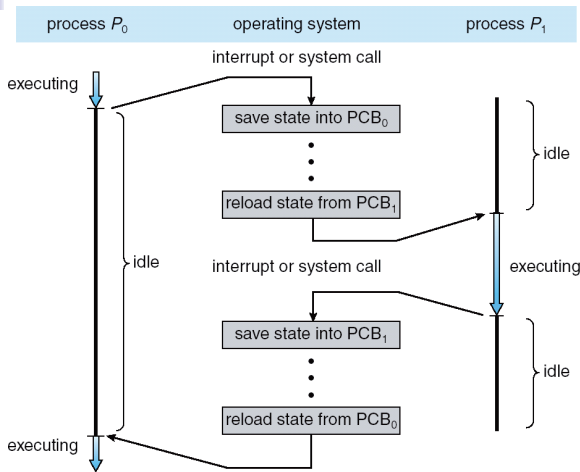 process P₀ operating system process P₁
interrupt or system call
executing
save state into PCB₀
idle
reload state from PCB₁
idle
interrupt or system call
executing
save state into PCB₁
idle
reload state from PCB₀
executing